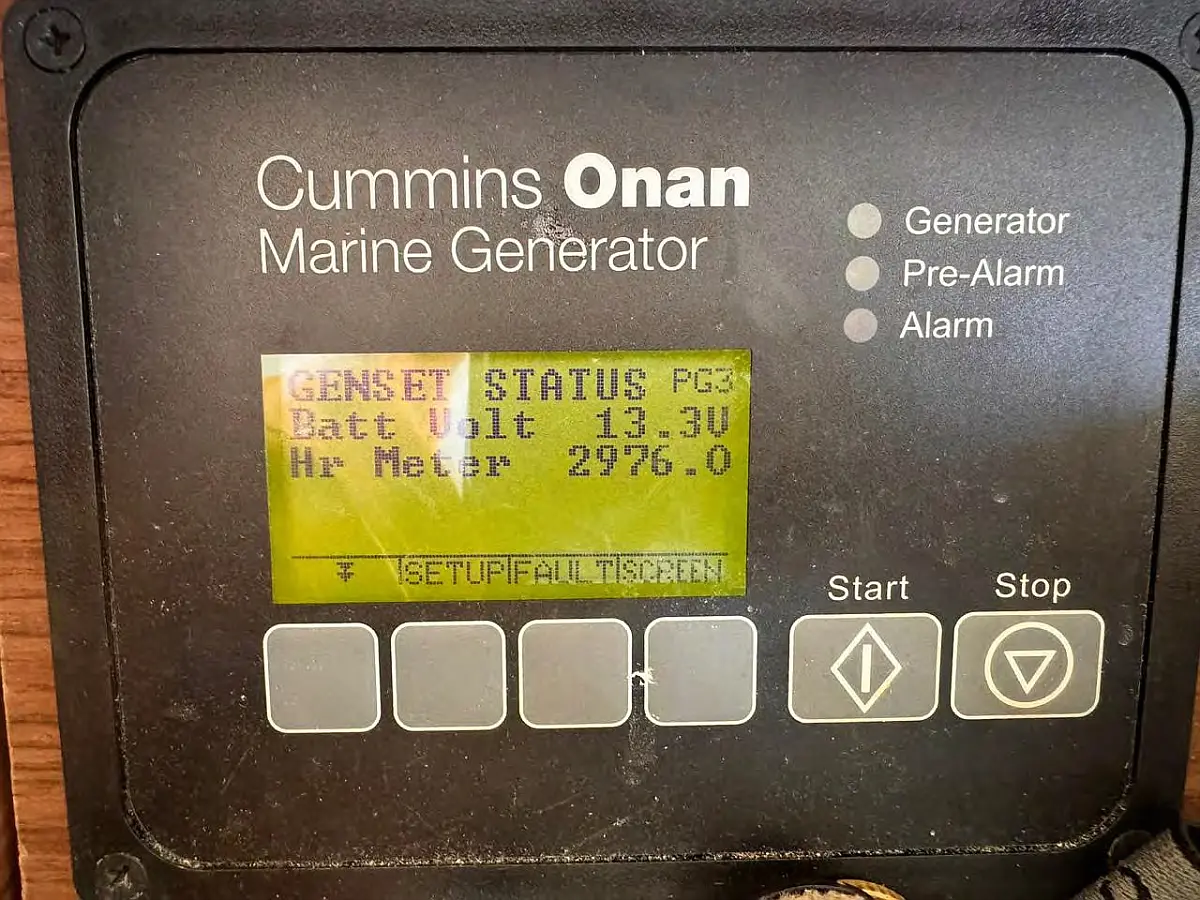 Cummins Onan
Marine Generator
Generator
Pre-Alarm
Alarm
GENSET STATUS PG3
Batt Volt 13.3V
Hr Meter 2976.0
SETUP FAULT SCREEN
Start
Stop